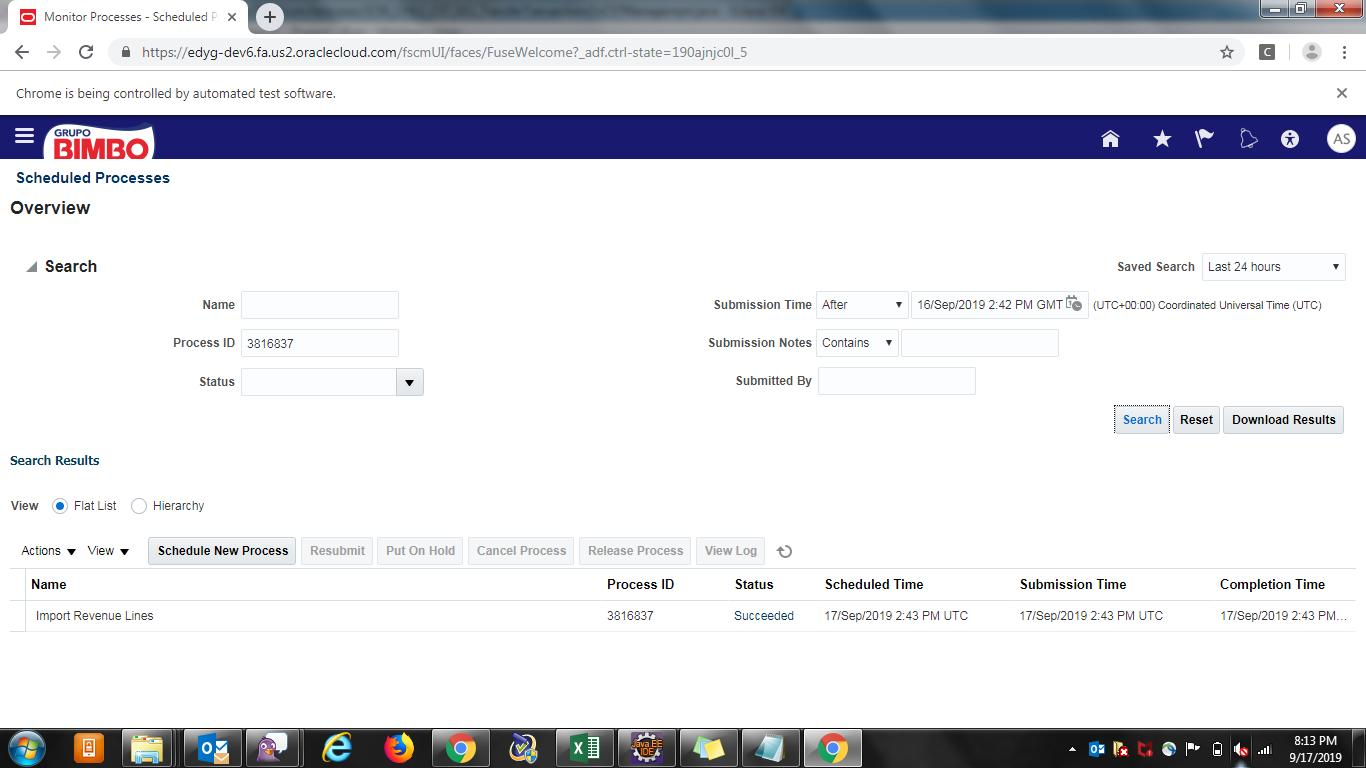 Monitor Processes - Scheduled P
https://edyg-dev6.fa.us2.oraclecloud.com/fscmUI/faces/FuseWelcome?_adf.ctrl-state=190ajnjc0l_5
C
Chrome is being controlled by automated test software.
GRUPO
BIMBO
AS
Scheduled Processes
Overview
Search
Saved Search Last 24 hours
Name
Submission Time After 16/Sep/2019 2:42 PM GMT (UTC+00:00) Coordinated Universal Time (UTC)
Process ID 3816837
Submission Notes Contains
Status
Submitted By
Search Reset Download Results
Search Results
View Flat List Hierarchy
Actions View Schedule New Process Resubmit Put On Hold Cancel Process Release Process View Log
Name Process ID Status Scheduled Time Submission Time Completion Time
Import Revenue Lines 3816837 Succeeded 17/Sep/2019 2:43 PM UTC 17/Sep/2019 2:43 PM UTC 17/Sep/2019 2:43 PM...
Java EE
IDE
8:13 PM
9/17/2019